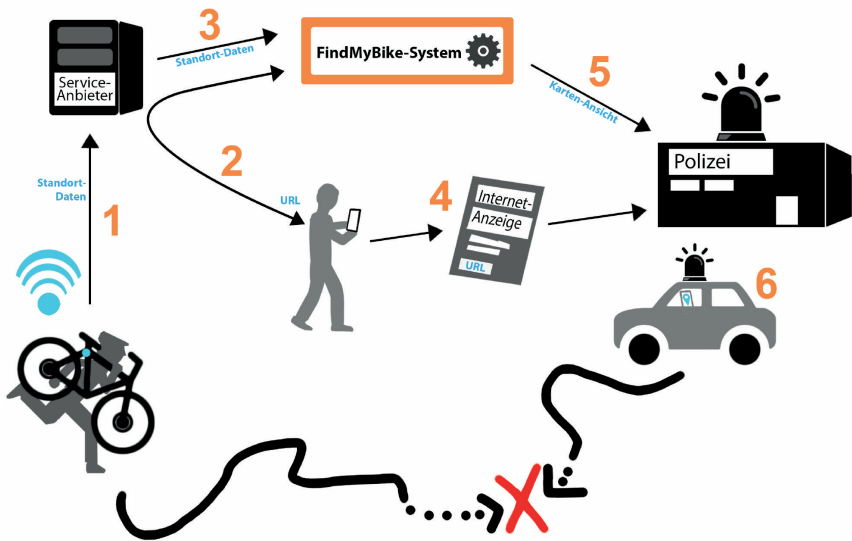 3
Standort-Daten
FindMyBike-System
5
Karten-Ansicht
Service-
Anbieter
Polizei
2
URL
4
Internet-
Anzeige
URL
Standort-
Daten
1
6